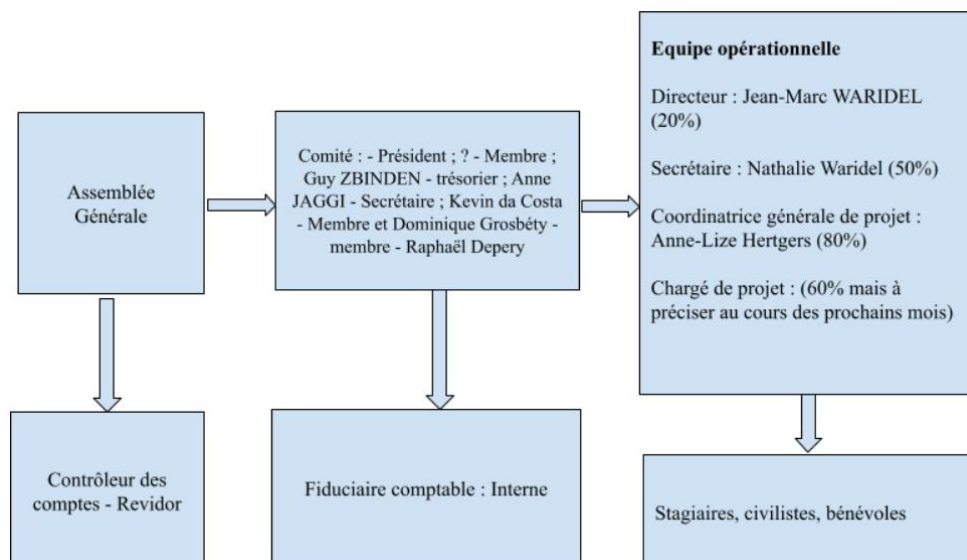 Assemblée
Générale
Comité : - Président ; ? - Membre ;
Guy ZBINDEN - trésorier ; Anne
JAGGI - Secrétaire ; Kevin da Costa
- Membre et Dominique Grosbéty -
membre - Raphaël Depery
Equipe opérationnelle
Directeur : Jean-Marc WARIDEL
(20%)
Secrétaire : Nathalie Waridel (50%)
Coordinatrice générale de projet :
Anne-Lize Hertgers (80%)
Chargé de projet : (60% mais à
préciser au cours des prochains mois)
Contrôleur des
comptes - Revidor
Fiduciaire comptable : Interne
Stagiaires, civilistes, bénévoles